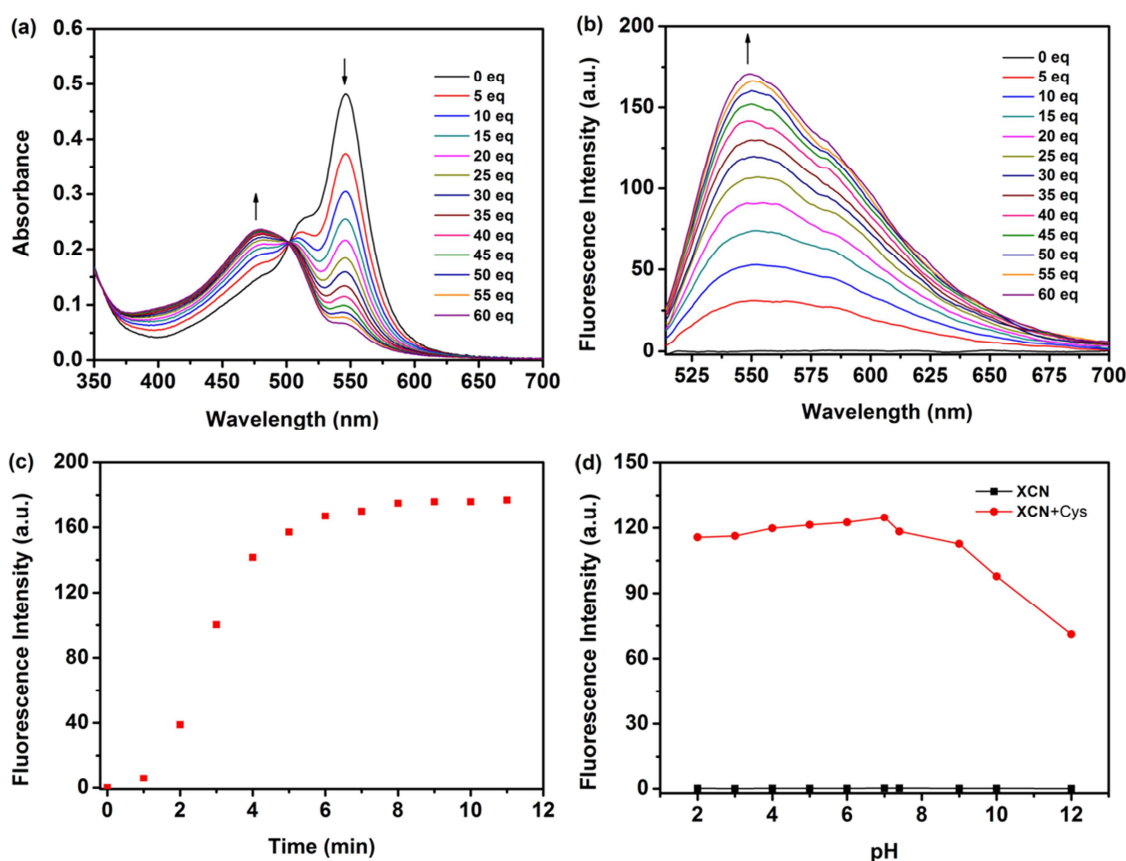 (a)
0.6
0.5
0.4
0.3
0.2
0.1
0.0
Absorbance
350 400 450 500 550 600 650 700
Wavelength (nm)
0 eq
5 eq
10 eq
15 eq
20 eq
25 eq
30 eq
35 eq
40 eq
45 eq
50 eq
55 eq
60 eq
(b)
200
150
100
50
0
Fluorescence Intensity (a.u.)
525 550 575 600 625 650 675 700
Wavelength (nm)
0 eq
5 eq
10 eq
15 eq
20 eq
25 eq
30 eq
35 eq
40 eq
45 eq
50 eq
55 eq
60 eq
(c)
200
160
120
80
40
0
Fluorescence Intensity (a.u.)
0 2 4 6 8 10 12
Time (min)
(d)
150
120
90
60
30
0
Fluorescence Intensity (a.u.)
2 4 6 8 10 12
pH
XCN
XCN+Cys